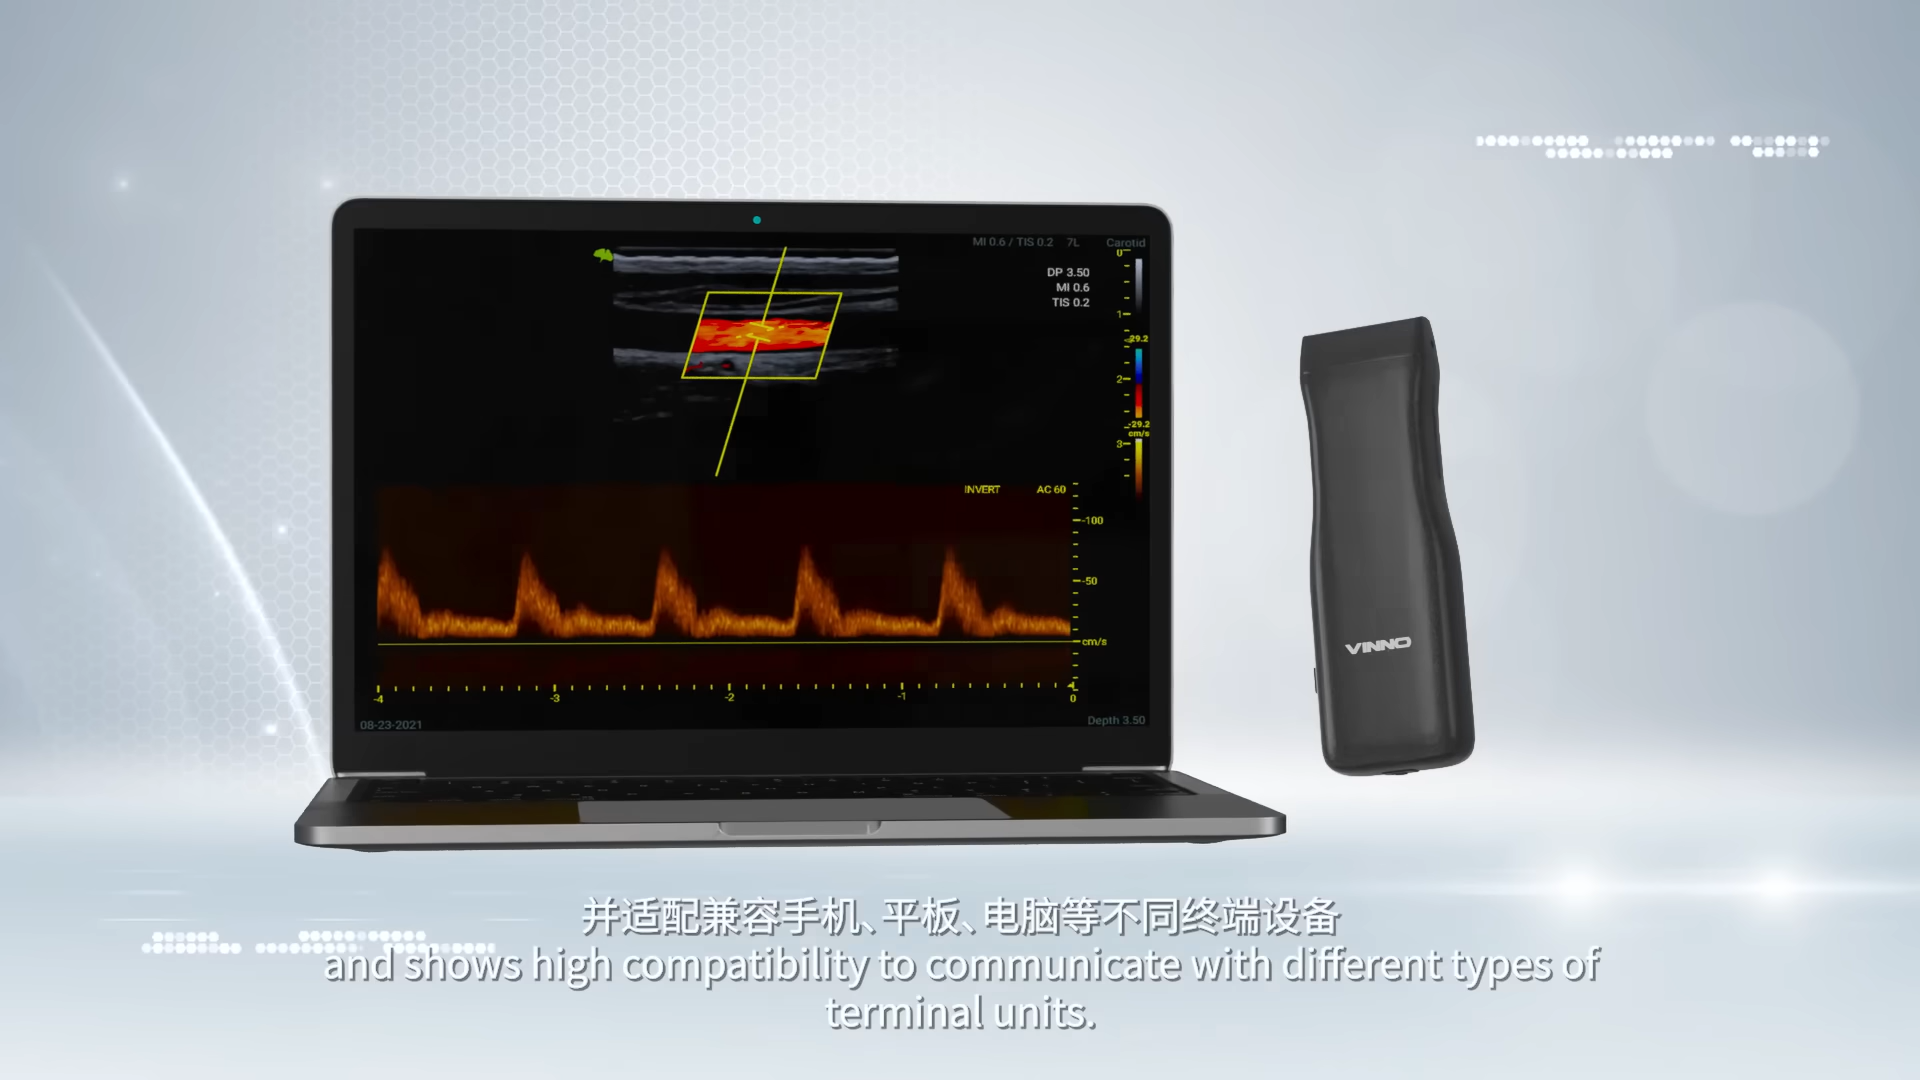 MI 0.6 / TIS 0.2 7L Carotid
DP 3.50
MI 0.6
TIS 0.2
0
1
29.2
2
-29.2
cm/s
3
INVERT AC 60
-100
-50
cm/s
-4 -3 -2 -1 0
08-23-2021 Depth 3.50
VINNO
并适配兼容手机、平板、电脑等不同终端设备
and shows high compatibility to communicate with different types of
terminal units.